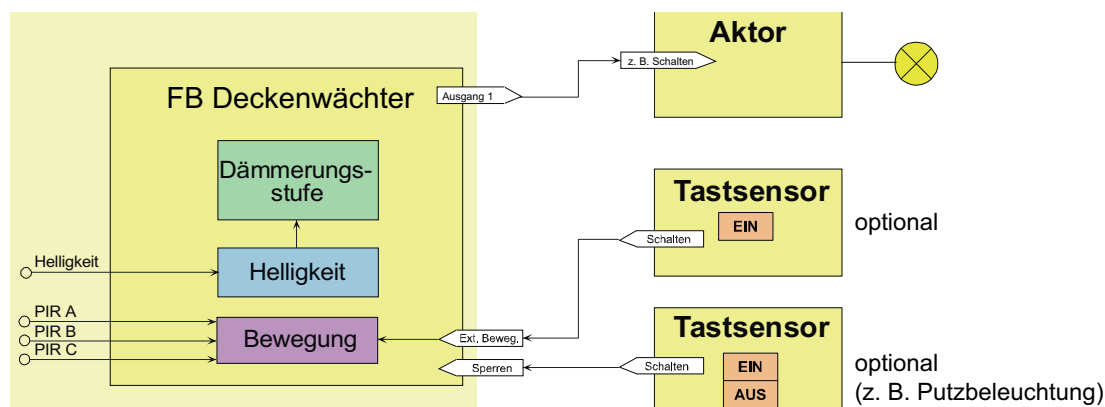 Aktor
z. B. Schalten
FB Deckenwächter
Ausgang 1
Dämmerungs-
stufe
Tastsensor
EIN
optional
Schalten
Helligkeit
Helligkeit
PIR A
PIR B
PIR C
Bewegung
Ext. Beweg.
Sperren
Tastsensor
Schalten
EIN
AUS
optional
(z. B. Putzbeleuchtung)